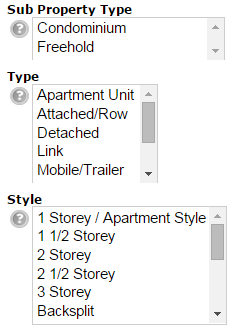 Sub Property Type
? Condominium
Freehold
Type
? Apartment Unit
Attached/Row
Detached
Link
Mobile/Trailer
Style
? 1 Storey / Apartment Style
1 1/2 Storey
2 Storey
2 1/2 Storey
3 Storey
Backsplit